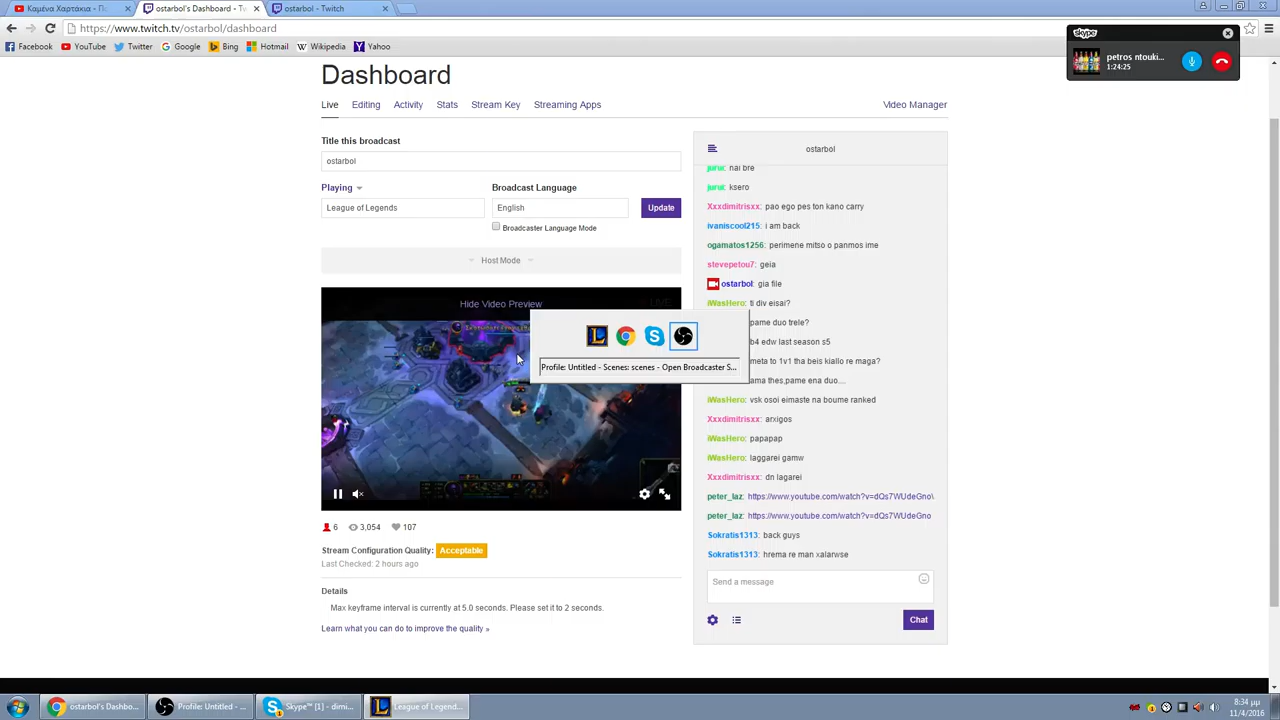 Καμένα Χαρτάκια - Π...
ostarbol's Dashboard - Tw
ostarbol - Twitch
https://www.twitch.tv/ostarbol/dashboard
Facebook
YouTube
Twitter
Google
Bing
Hotmail
Wikipedia
Yahoo
skype
petros ntouki...
1:24:25
Dashboard
Live
Editing
Activity
Stats
Stream Key
Streaming Apps
Video Manager
Title this broadcast
ostarbol
Playing
Broadcast Language
League of Legends
English
Update
Broadcaster Language Mode
Host Mode
Hide Video Preview
LIVE
Profile: Untitled - Scenes: scenes - Open Broadcaster S...
6
3,054
107
Stream Configuration Quality: Acceptable
Last Checked: 2 hours ago
Details
Max keyframe interval is currently at 5.0 seconds. Please set it to 2 seconds.
Learn what you can do to improve the quality »
ostarbol
jurui: nai bre
jurui: ksero
Xxxdimitrisxx: pao ego pes ton kano carry
ivaniscool215: i am back
ogamatos1256: perimene mitso o panmos ime
stevepetou7: geia
ostarbol: gia file
iWasHero: ti div eisai?
pame duo trele?
b4 edw last season s5
meta to 1v1 tha beis kiallo re maga?
ama thes,pame ena duo....
iWasHero: vsk osoi eimaste na boume ranked
Xxxdimitrisxx: arxigos
iWasHero: papapap
iWasHero: laggarei gamw
Xxxdimitrisxx: dn lagarei
peter_laz: https://www.youtube.com/watch?v=dQs7WUdeGno\
peter_laz: https://www.youtube.com/watch?v=dQs7WUdeGno
Sokratis1313: back guys
Sokratis1313: hrema re man xalarwse
Send a message
Chat
ostarbol's Dashbo...
Profile: Untitled - ...
Skype™ [1] - dimi...
League of Legend...
8:34 μμ
11/4/2016